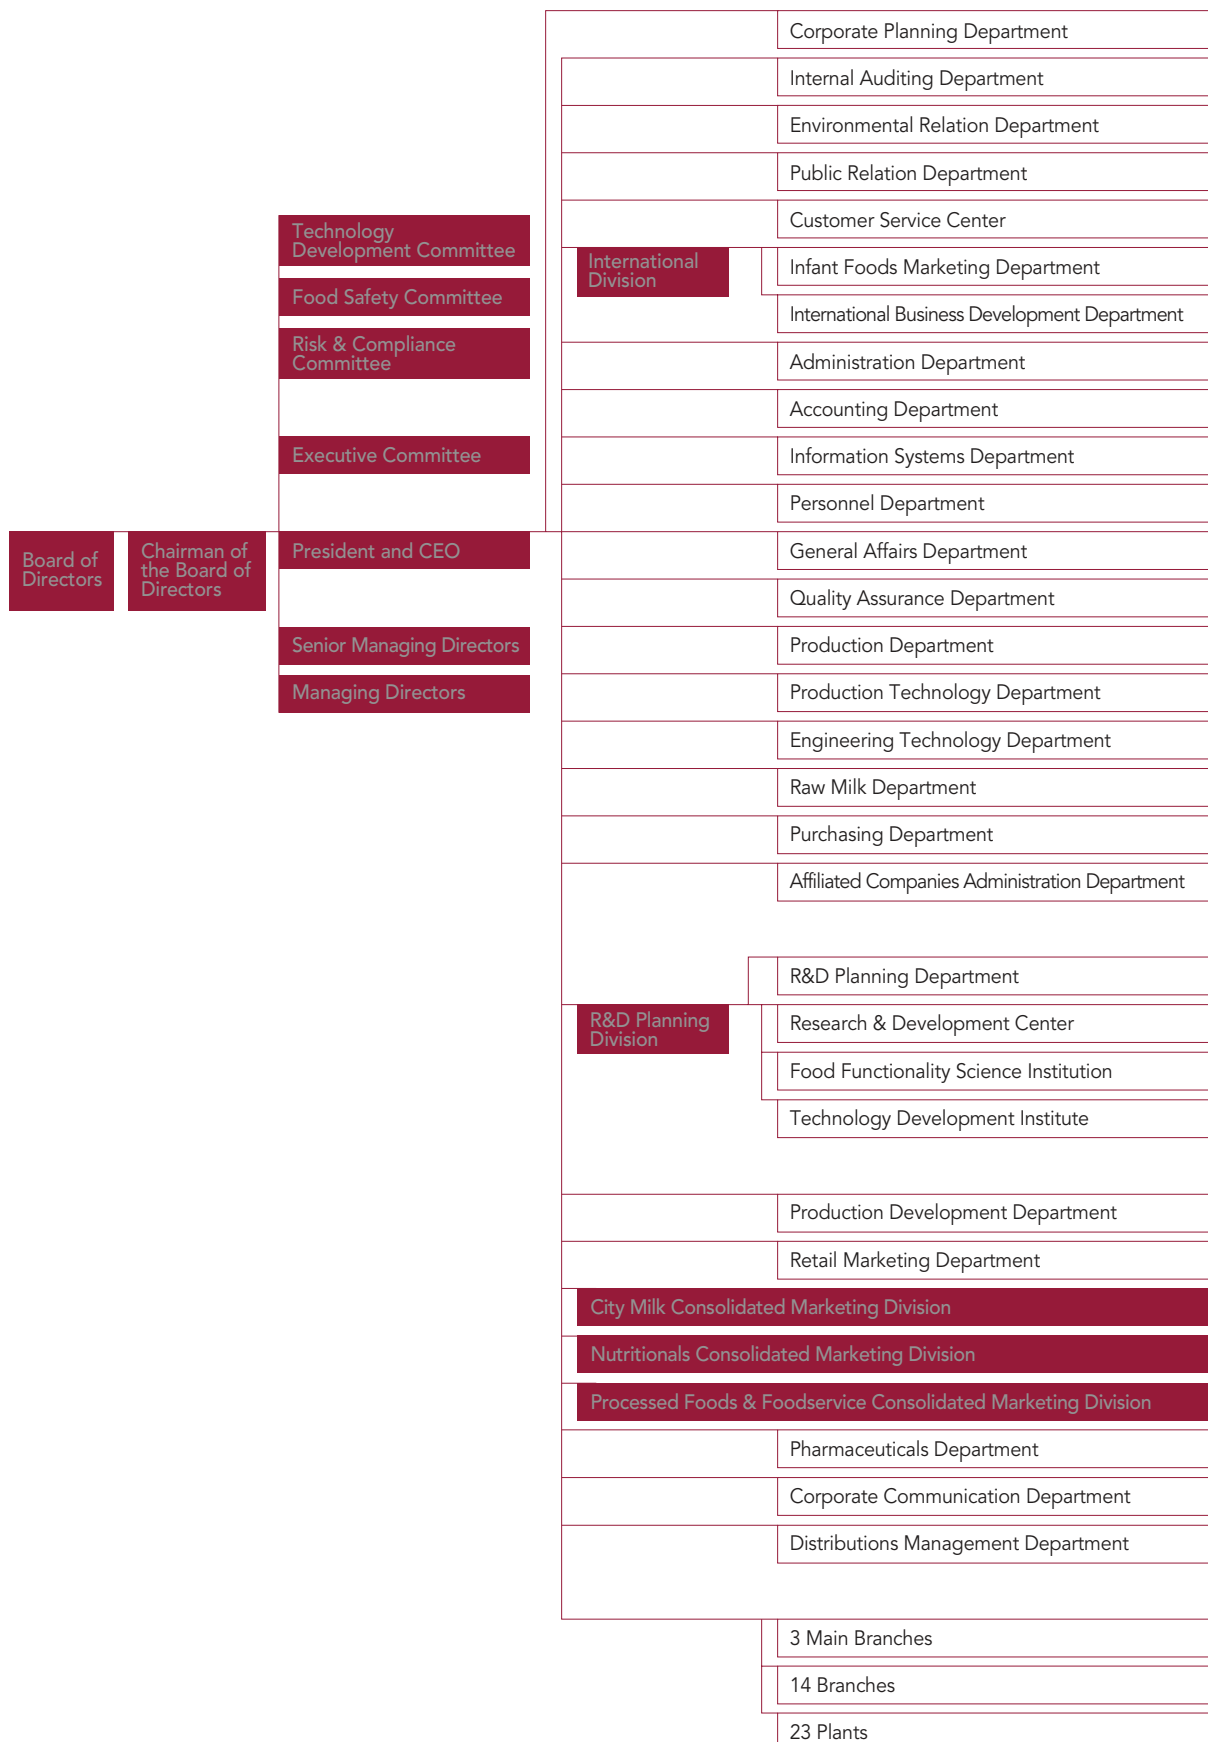 Corporate Planning Department
Internal Auditing Department
Environmental Relation Department
Public Relation Department
Customer Service Center
Technology
Development Committee
International
Division
Infant Foods Marketing Department
Food Safety Committee
International Business Development Department
Risk & Compliance
Committee
Administration Department
Accounting Department
Executive Committee
Information Systems Department
Personnel Department
Board of
Directors
Chairman of
the Board of
Directors
President and CEO
General Affairs Department
Quality Assurance Department
Senior Managing Directors
Production Department
Managing Directors
Production Technology Department
Engineering Technology Department
Raw Milk Department
Purchasing Department
Affiliated Companies Administration Department
R&D Planning Department
R&D Planning
Division
Research & Development Center
Food Functionality Science Institution
Technology Development Institute
Production Development Department
Retail Marketing Department
City Milk Consolidated Marketing Division
Nutritionals Consolidated Marketing Division
Processed Foods & Foodservice Consolidated Marketing Division
Pharmaceuticals Department
Corporate Communication Department
Distributions Management Department
3 Main Branches
14 Branches
23 Plants